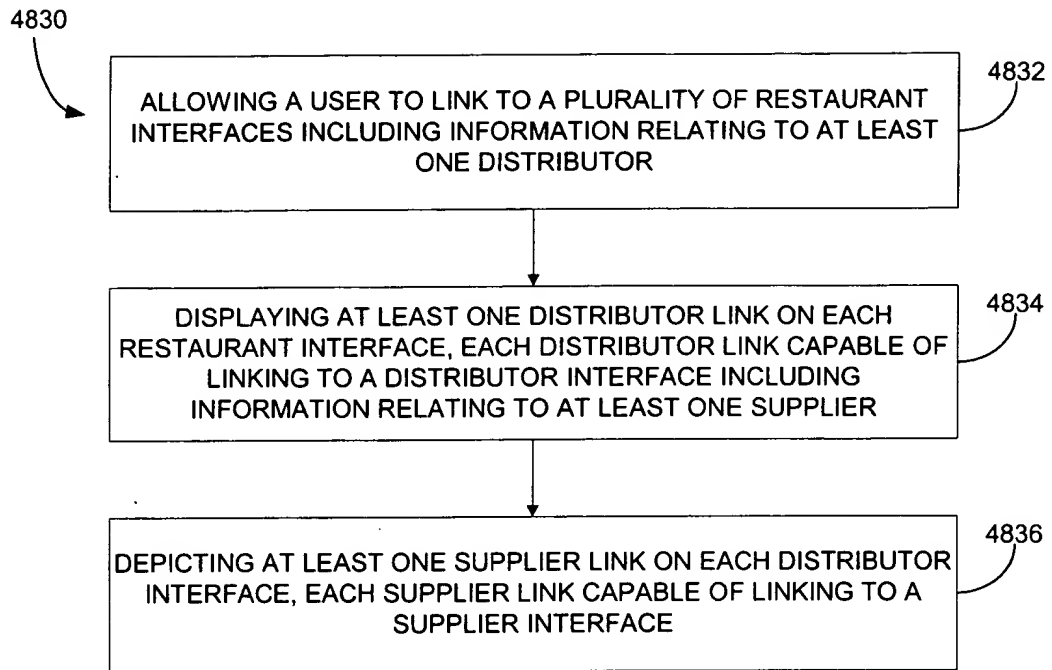 4830
4832
ALLOWING A USER TO LINK TO A PLURALITY OF RESTAURANT
INTERFACES INCLUDING INFORMATION RELATING TO AT LEAST
ONE DISTRIBUTOR
4834
DISPLAYING AT LEAST ONE DISTRIBUTOR LINK ON EACH
RESTAURANT INTERFACE, EACH DISTRIBUTOR LINK CAPABLE OF
LINKING TO A DISTRIBUTOR INTERFACE INCLUDING
INFORMATION RELATING TO AT LEAST ONE SUPPLIER
4836
DEPICTING AT LEAST ONE SUPPLIER LINK ON EACH DISTRIBUTOR
INTERFACE, EACH SUPPLIER LINK CAPABLE OF LINKING TO A
SUPPLIER INTERFACE